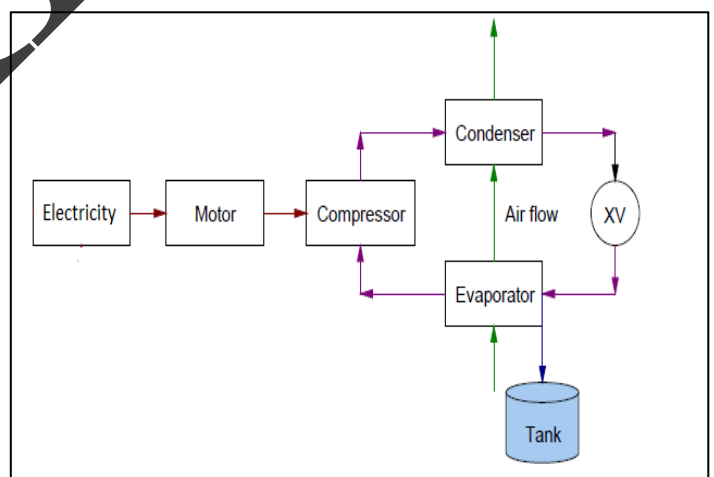 Condenser
Electricity
Motor
Compressor
Air flow
XV
Evaporator
Tank